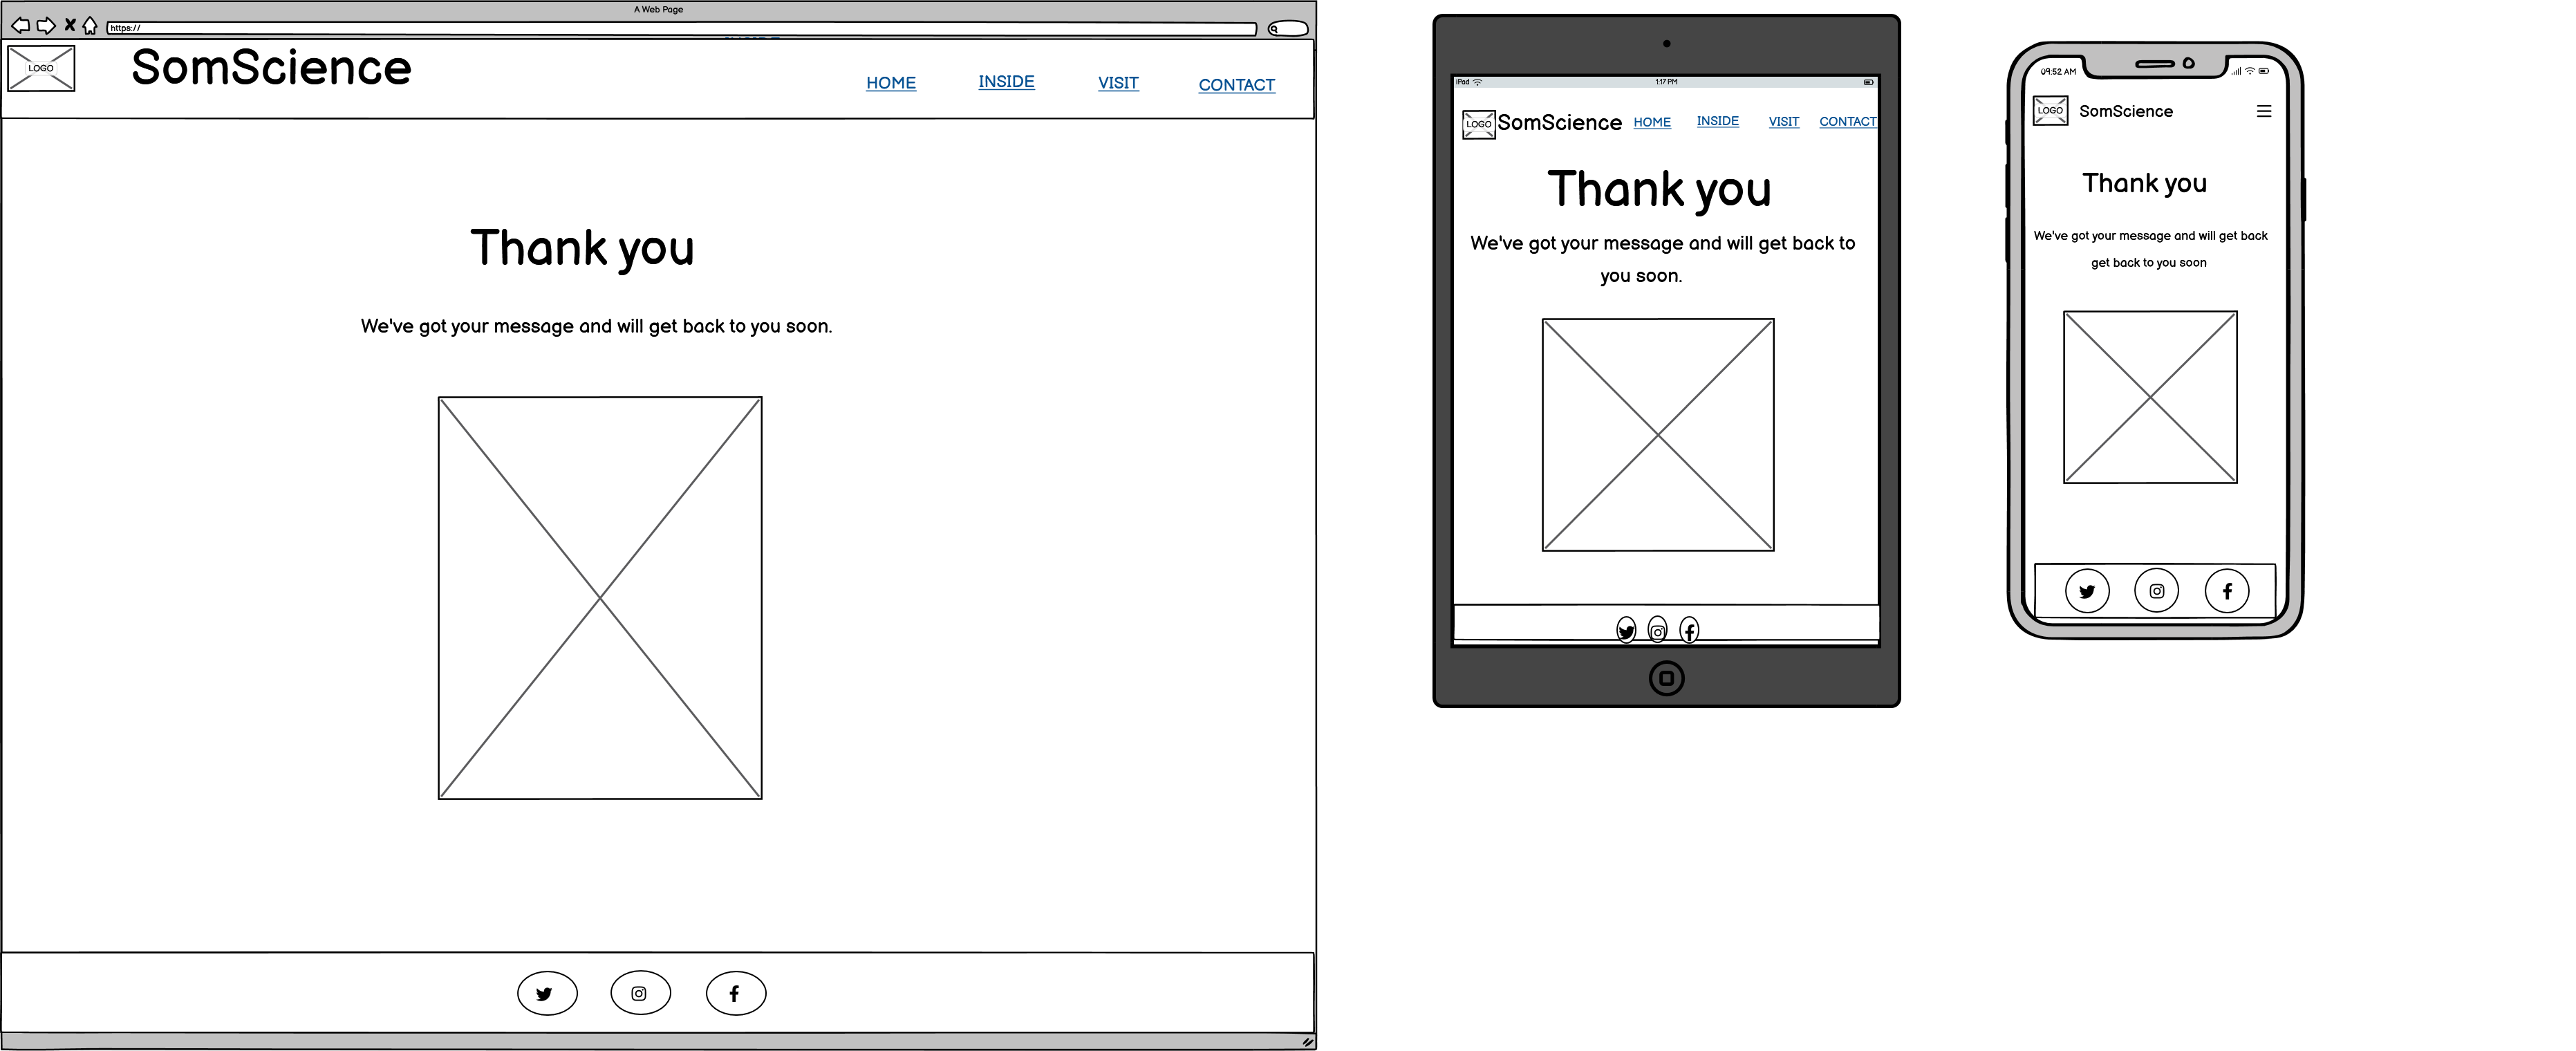 A Web Page
https://
LOGO
SomScience
HOME
INSIDE
VISIT
CONTACT
Thank you
We've got your message and will get back to you soon.
iPad
1:17 PM
LOGO
SomScience
HOME
INSIDE
VISIT
CONTACT
Thank you
We've got your message and will get back to
you soon.
09:52 AM
LOGO
SomScience
Thank you
We've got your message and will get back
get back to you soon